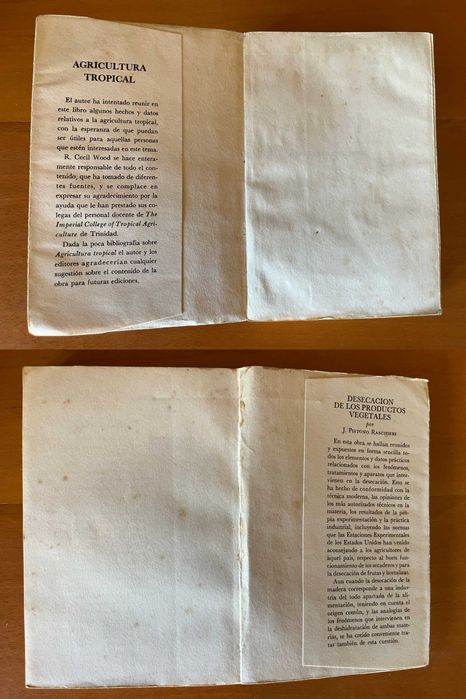 AGRICULTURA
TROPICAL
El autor ha intentado reunir en
este libro algunos hechos y datos
relativos a la agricultura tropical,
con la esperanza de que puedan
ser útiles para aquellas personas
que estén interesadas en este tema.
R. Cecil Wood se hace ente-
ramente responsable de todo el con-
tenido, que ha tomado de diferen-
tes fuentes, y se complace en
expresar su agradecimiento por la
ayuda que le han prestado sus co-
legas del personal docente de The
Imperial College of Tropical Agri-
culture de Trinidad.
Dada la poca bibliografía sobre
Agricultura tropical el autor y los
editores agradecerían cualquier
sugestión sobre el contenido de la
obra para futuras ediciones.
DESECACION
DE LOS PRODUCTOS
VEGETALES
por
J. PISTONO RASCHIERI
En esta obra se hallan reunidos
y expuestos en forma sencilla to-
dos los elementos y datos prácticos
relacionados con los fenómenos,
tratamientos y aparatos que inter-
vienen en la desecación. Esto se
ha hecho de conformidad con la
técnica moderna, las opiniones de
los más autorizados técnicos en la
materia, los resultados de la pro-
pia experimentación y la práctica
industrial, incluyendo las normas
que las Estaciones Experimentales
de los Estados Unidos han venido
aconsejando a los agricultores de
aquel país, respecto al buen fun-
cionamiento de los secaderos y para
la desecación de frutas y hortalizas.
Aun cuando la desecación de la
madera corresponde a una indus-
tria del todo apartada de la ali-
mentación, teniendo en cuenta el
origen común, y las analogías de
los fenómenos que intervienen en
la deshidratación de ambas mate-
rias, se ha creído conveniente tra-
tar también de esta cuestión.